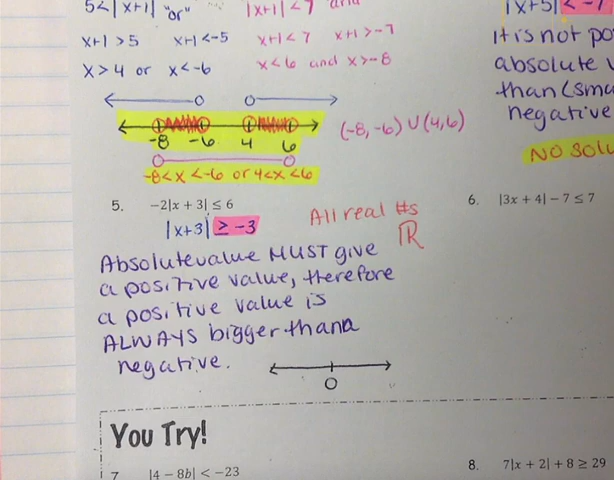 5 < |x+1| "or"
|x+1| < 7 and
x+1 > 5 x+1 < -5
x+1 < 7 x+1 > -7
x > 4 or x < -6
x < 6 and x > -8
-8 -6 4 6
(-8, -6) ∪ (4, 6)
-8 < x < -6 or 4 < x < 6
|x+5| < -7
It is not po
absolute
than (sma
negative
NO SOLU
5. -2|x + 3| ≤ 6
|x+3| ≥ -3
All real #s
ℝ
Absolute value MUST give
a positive value, therefore
a positive value is
ALWAYS bigger than a
negative.
0
6. |3x + 4| − 7 ≤ 7
You Try!
7. |4 − 8b| < −23
8. 7|x + 2| + 8 ≥ 29